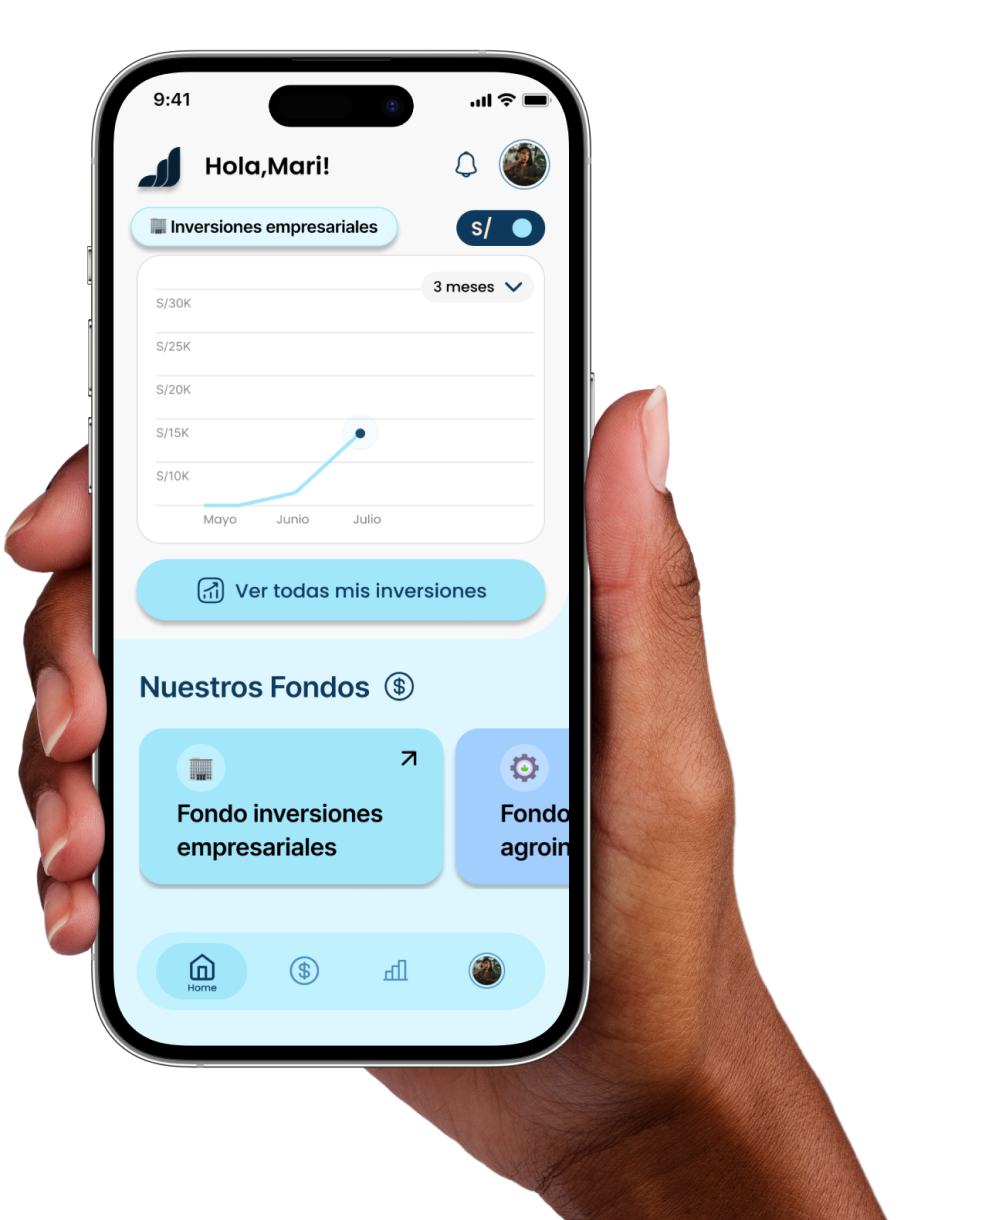 9:41
Hola,Mari!
Inversiones empresariales
S/
3 meses
S/30K
S/25K
S/20K
S/15K
S/10K
Mayo Junio Julio
Ver todas mis inversiones
Nuestros Fondos
Fondo inversiones
empresariales
Fondo
agroin
Home